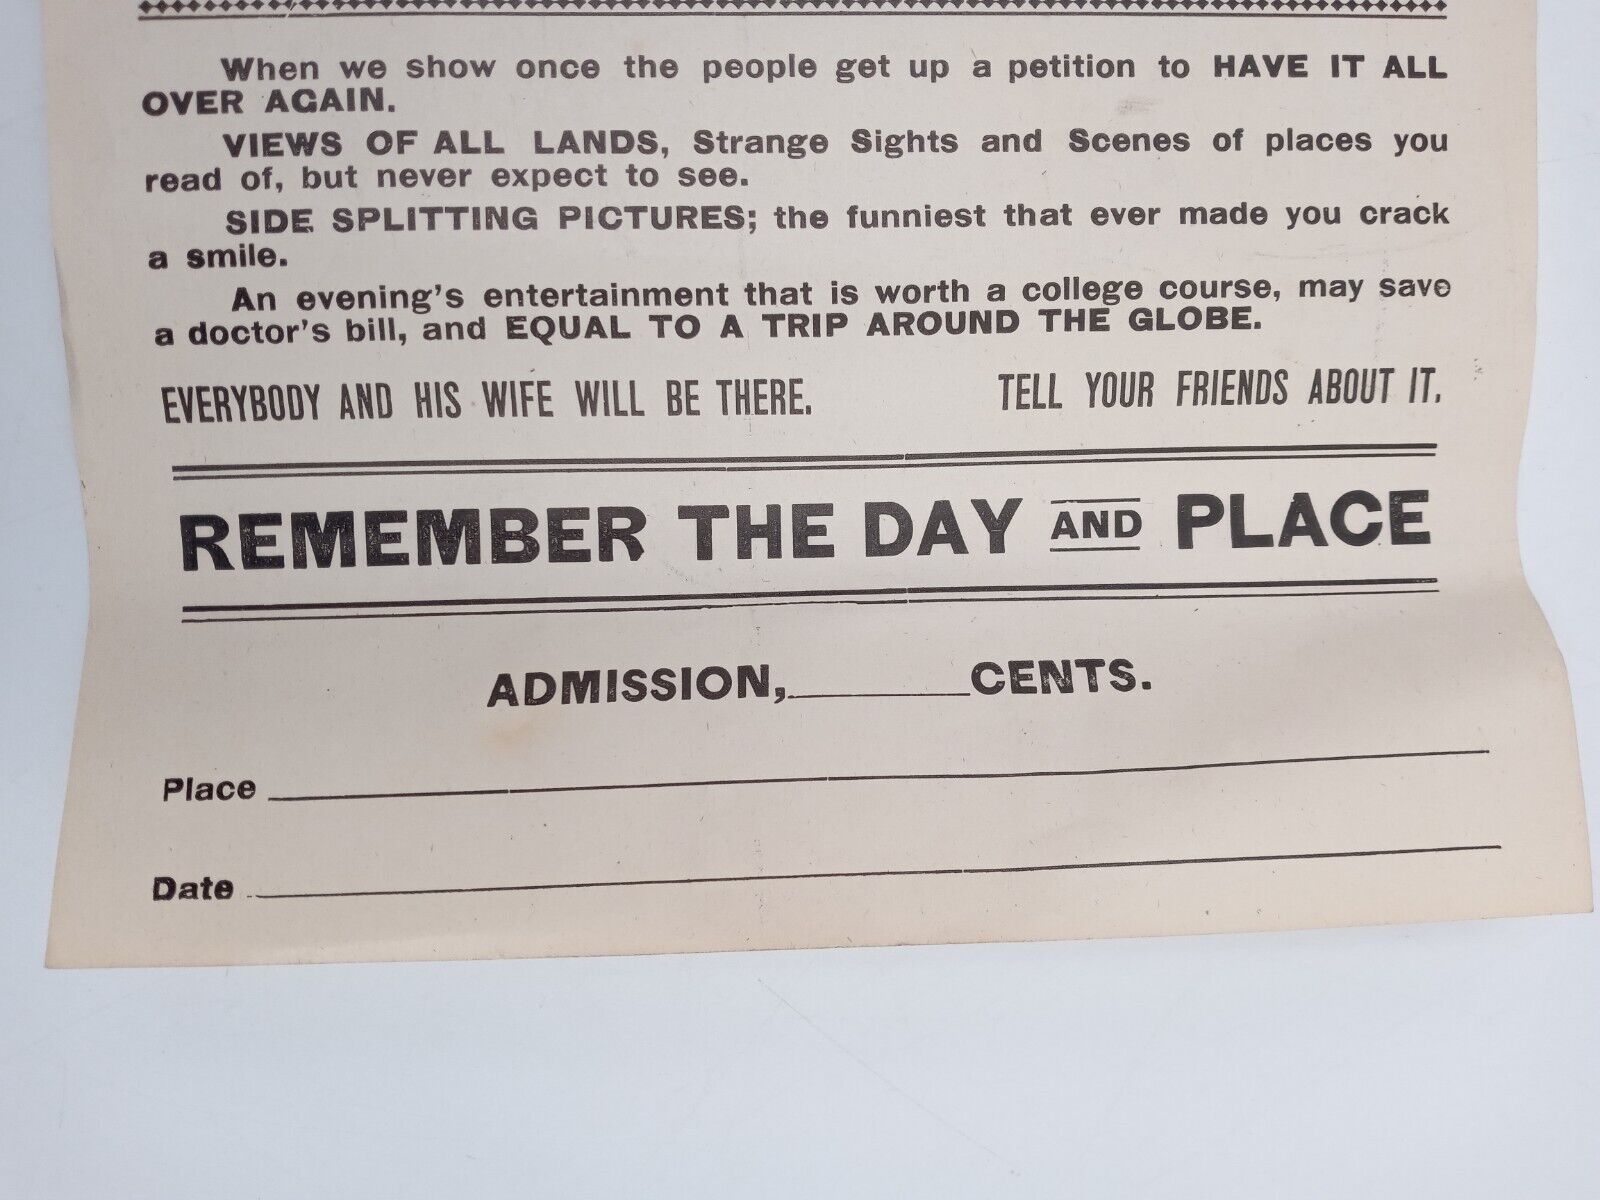 When we show once the people get up a petition to HAVE IT ALL
OVER AGAIN.
VIEWS OF ALL LANDS, Strange Sights and Scenes of places you
read of, but never expect to see.
SIDE SPLITTING PICTURES; the funniest that ever made you crack
a smile.
An evening's entertainment that is worth a college course, may save
a doctor's bill, and EQUAL TO A TRIP AROUND THE GLOBE.
EVERYBODY AND HIS WIFE WILL BE THERE. TELL YOUR FRIENDS ABOUT IT.
REMEMBER THE DAY AND PLACE
ADMISSION,________CENTS.
Place
Date